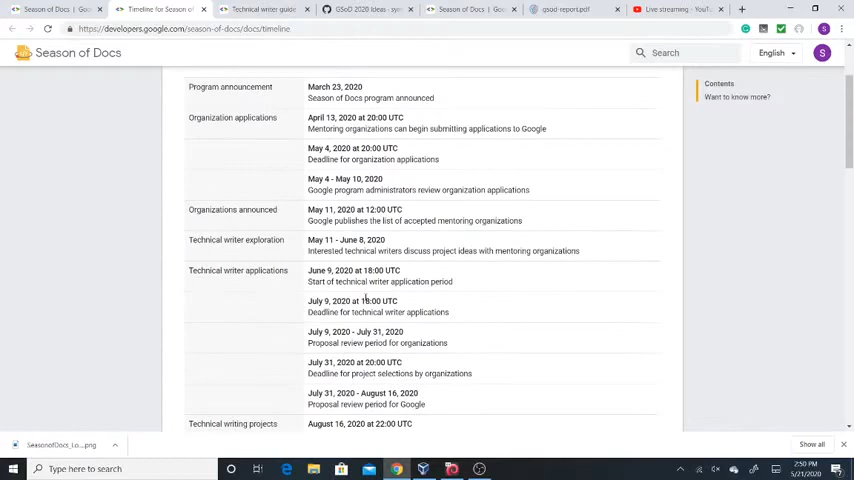 Season of Docs | Goo
Timeline for Season of
Technical writer guide
GSoD 2020 Ideas - sym
Season of Docs | Goo
gsod-report.pdf
Live streaming - YouTu
https://developers.google.com/season-of-docs/docs/timeline
Season of Docs
Search
English
S
Program announcement
March 23, 2020
Season of Docs program announced
Organization applications
April 13, 2020 at 20:00 UTC
Mentoring organizations can begin submitting applications to Google
May 4, 2020 at 20:00 UTC
Deadline for organization applications
May 4 - May 10, 2020
Google program administrators review organization applications
Organizations announced
May 11, 2020 at 12:00 UTC
Google publishes the list of accepted mentoring organizations
Technical writer exploration
May 11 - June 8, 2020
Interested technical writers discuss project ideas with mentoring organizations
Technical writer applications
June 9, 2020 at 18:00 UTC
Start of technical writer application period
July 9, 2020 at 18:00 UTC
Deadline for technical writer applications
July 9, 2020 - July 31, 2020
Proposal review period for organizations
July 31, 2020 at 20:00 UTC
Deadline for project selections by organizations
July 31, 2020 - August 16, 2020
Proposal review period for Google
Technical writing projects
August 16, 2020 at 22:00 UTC
Contents
Want to know more?
SeasonofDocs_l.o....png
Show all
Type here to search
2:50 PM
5/21/2020